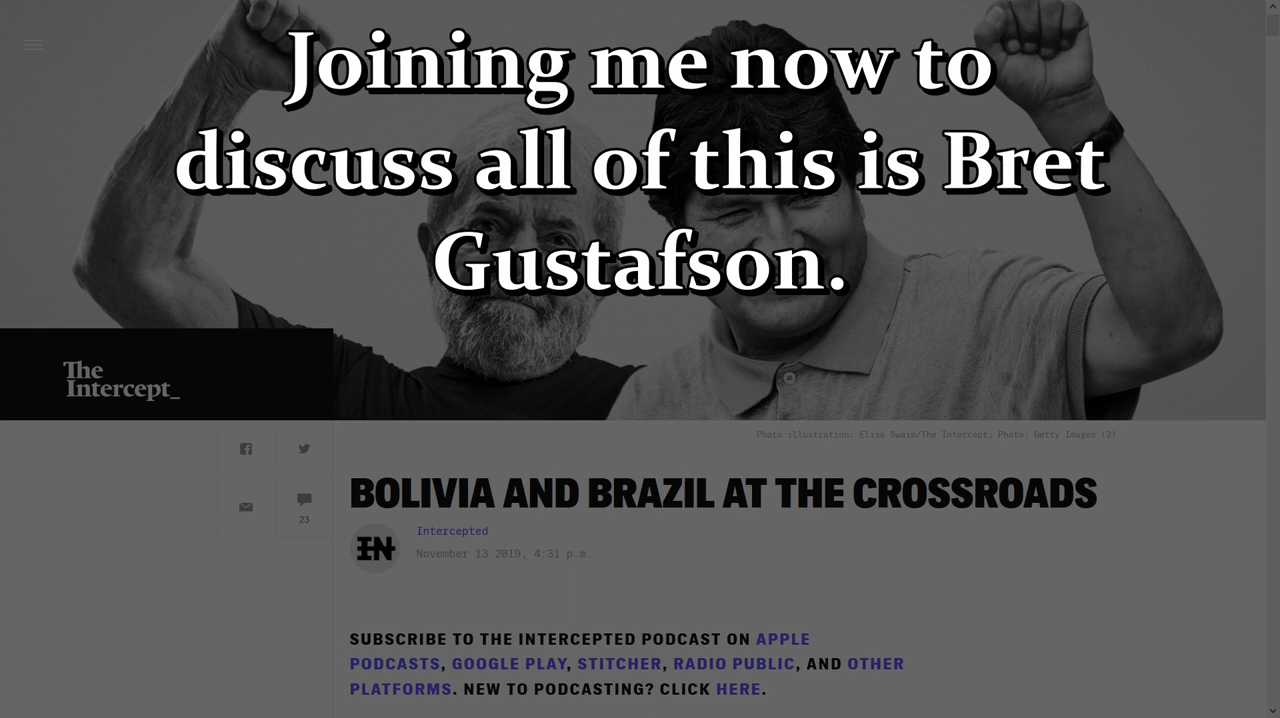 Joining me now to
discuss all of this is Bret
Gustafson.
The
Intercept_
Photo illustration: Elise Swain/The Intercept; Photo: Getty Images (2)
BOLIVIA AND BRAZIL AT THE CROSSROADS
23
IN
Intercepted
November 13 2019, 4:31 p.m.
SUBSCRIBE TO THE INTERCEPTED PODCAST ON APPLE
PODCASTS, GOOGLE PLAY, STITCHER, RADIO PUBLIC, AND OTHER
PLATFORMS. NEW TO PODCASTING? CLICK HERE.